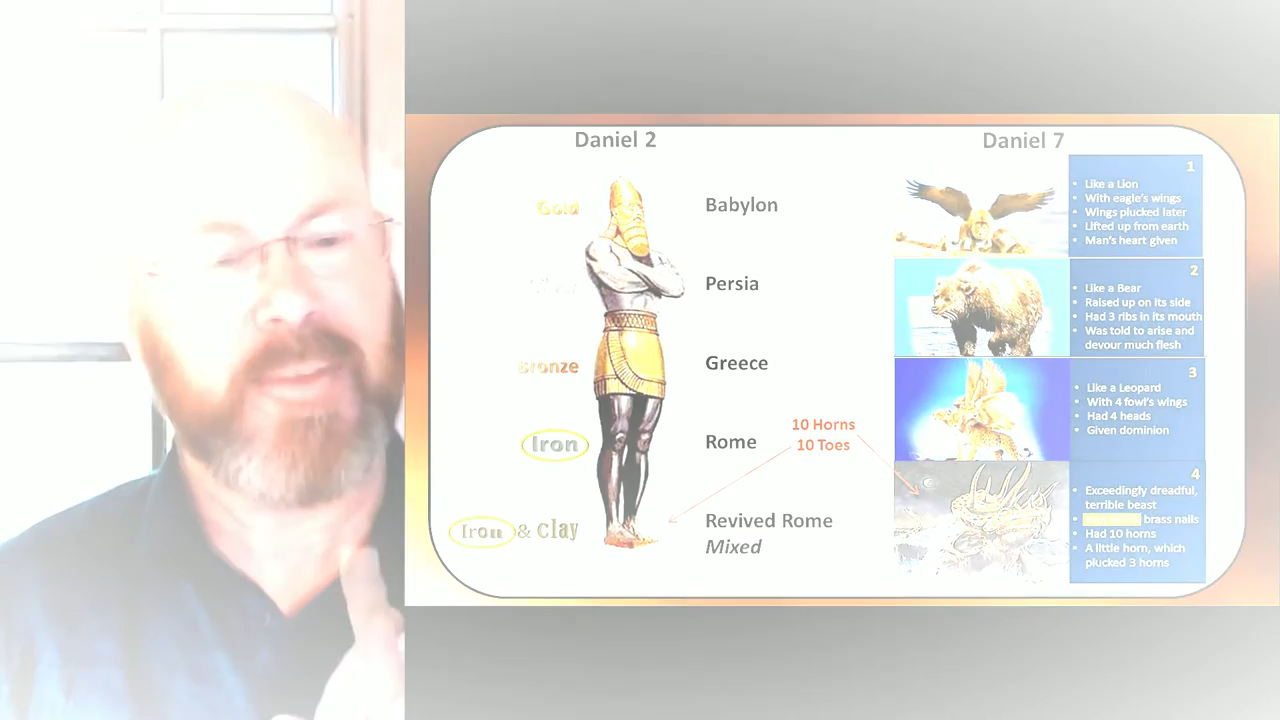 Daniel 2
Gold
Babylon
Persia
Bronze
Greece
Iron
Rome
10 Horns
10 Toes
Iron & Clay
Revived Rome
Mixed
Daniel 7
1
Like a Lion
With eagle's wings
Wings plucked later
Lifted up from earth
Man's heart given
2
Like a Bear
Raised up on its side
Had 3 ribs in its mouth
Was told to arise and
devour much flesh
3
Like a Leopard
With 4 fowl's wings
Had 4 heads
Given dominion
4
Exceedingly dreadful,
terrible beast
brass nails
Had 10 horns
A little horn, which
plucked 3 horns